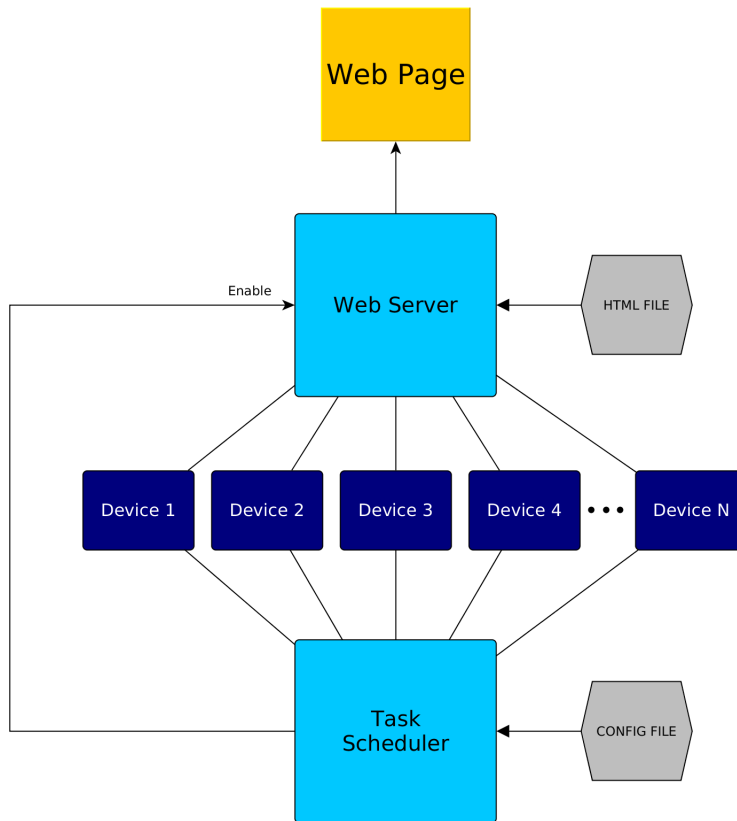 Web Page
Enable
Web Server
HTML FILE
Device 1
Device 2
Device 3
Device 4
Device N
Task
Scheduler
CONFIG FILE